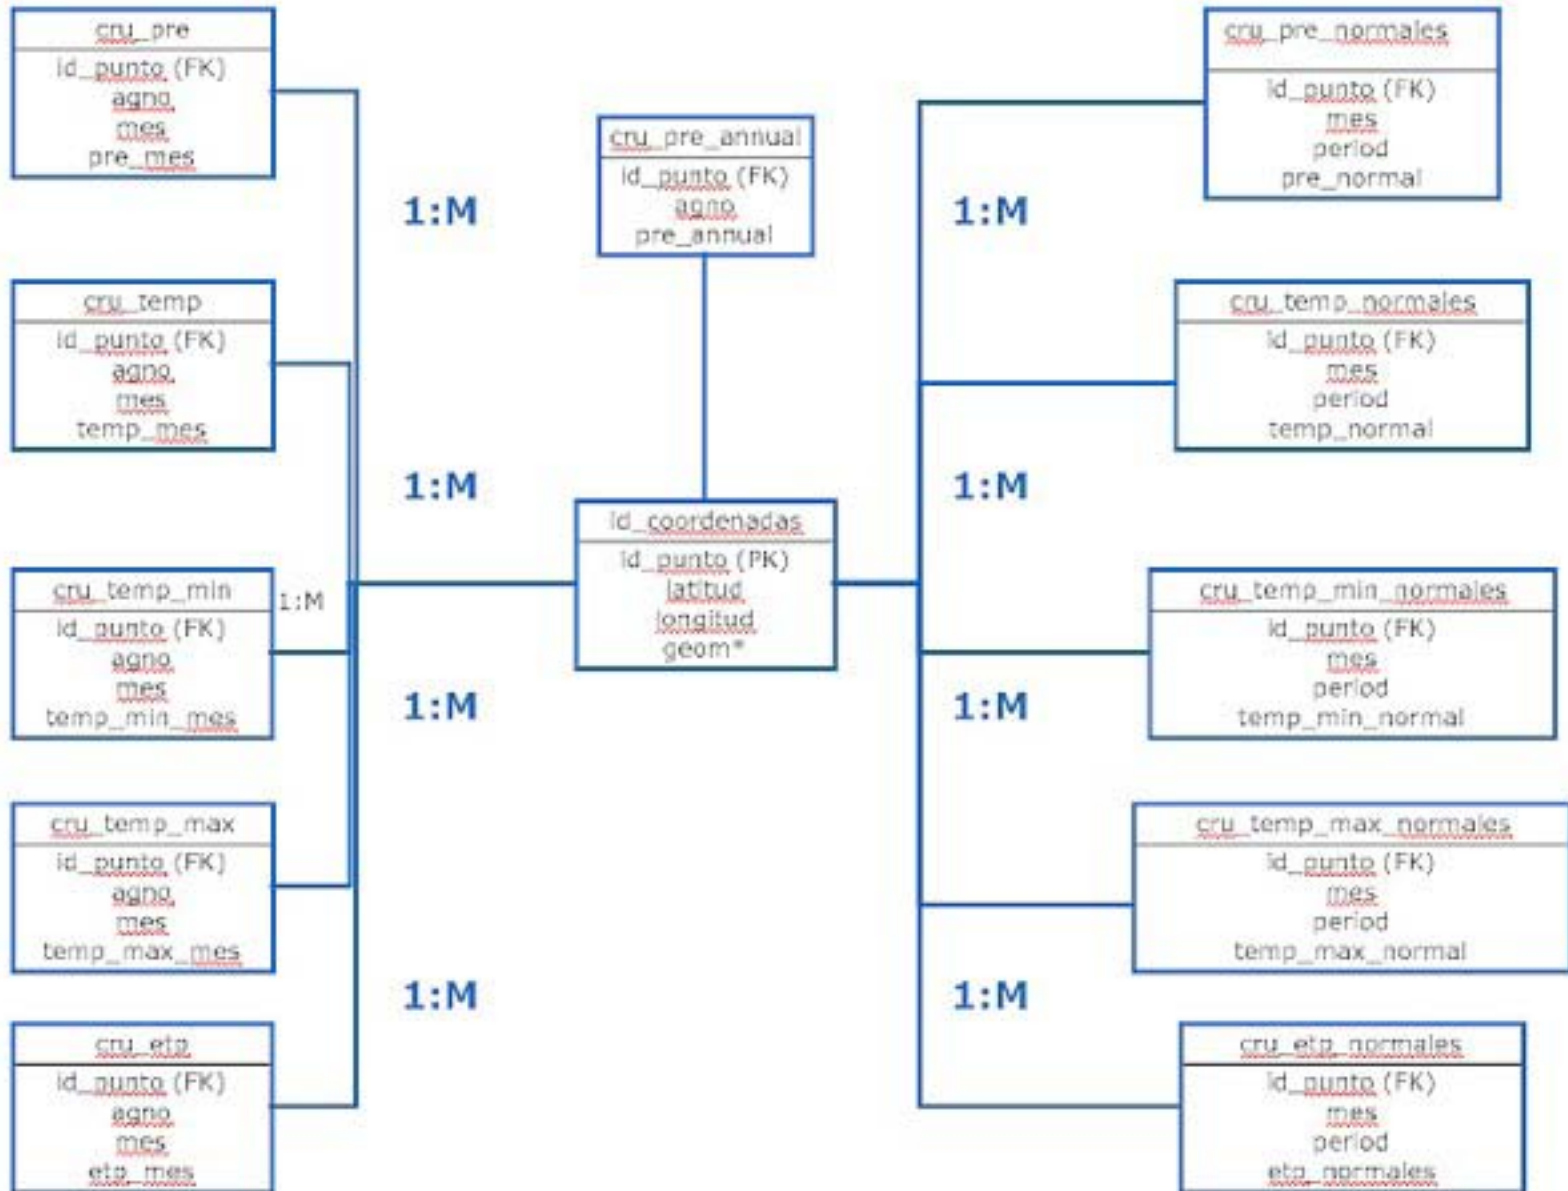 cru_pre
id_punto (FK)
agno
mes
pre_mes
1:M
cru_temp
id_punto (FK)
agno
mes
temp_mes
1:M
cru_temp_min
id_punto (FK)
agno
mes
temp_min_mes
1:M
1:M
cru_temp_max
id_punto (FK)
agno
mes
temp_max_mes
1:M
cru_etp
id_punto (FK)
agno
mes
etp_mes
cru_pre_annual
id_punto (FK)
agno
pre_annual
id_coordenadas
id_punto (PK)
latitud
longitud
geom*
cru_pre_normales
id_punto (FK)
mes
period
pre_normal
1:M
cru_temp_normales
id_punto (FK)
mes
period
temp_normal
1:M
cru_temp_min_normales
id_punto (FK)
mes
period
temp_min_normal
1:M
cru_temp_max_normales
id_punto (FK)
mes
period
temp_max_normal
1:M
cru_etp_normales
id_punto (FK)
mes
period
etp_normales